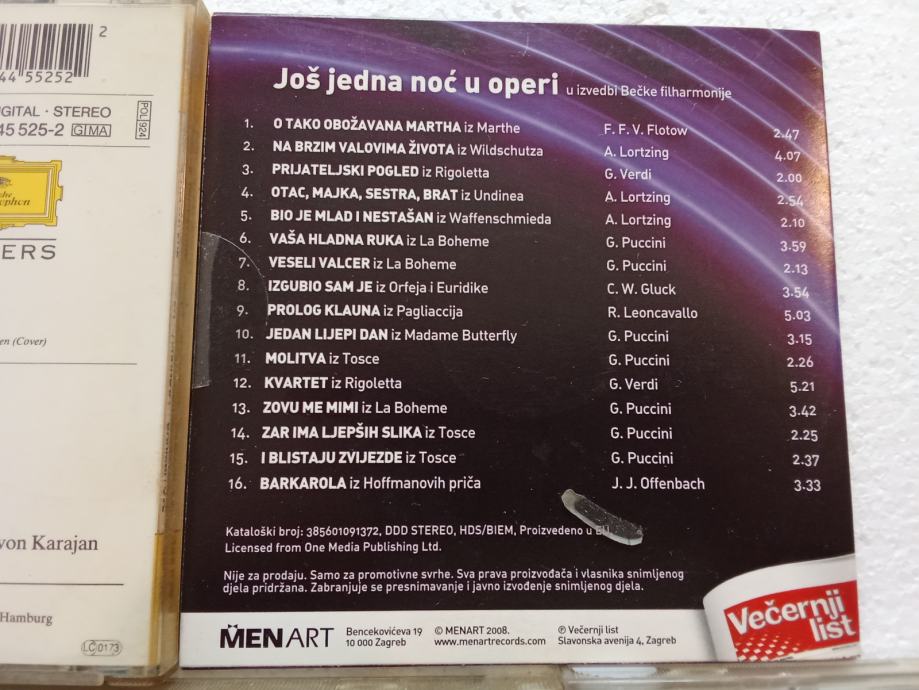 2
44 55252
DIGITAL · STEREO
45 525-2 GIMA
POL 924
ERS
en (Cover)
von Karajan
Hamburg
LC 0173
Još jedna noć u operi u izvedbi Bečke filharmonije
1. O TAKO OBOŽAVANA MARTHA iz Marthe F. F. V. Flotow 2.47
2. NA BRZIM VALOVIMA ŽIVOTA iz Wildschutza A. Lortzing 4.07
3. PRIJATELJSKI POGLED iz Rigoletta G. Verdi 2.00
4. OTAC, MAJKA, SESTRA, BRAT iz Undinea A. Lortzing 2.54
5. BIO JE MLAD I NESTAŠAN iz Waffenschmieda A. Lortzing 2.10
6. VAŠA HLADNA RUKA iz La Boheme G. Puccini 3.59
7. VESELI VALCER iz La Boheme G. Puccini 2.13
8. IZGUBIO SAM JE iz Orfeja i Euridike C. W. Gluck 3.54
9. PROLOG KLAUNA iz Pagliaccija R. Leoncavallo 5.03
10. JEDAN LIJEPI DAN iz Madame Butterfly G. Puccini 3.15
11. MOLITVA iz Tosce G. Puccini 2.26
12. KVARTET iz Rigoletta G. Verdi 5.21
13. ZOVU ME MIMI iz La Boheme G. Puccini 3.42
14. ZAR IMA LJEPŠIH SLIKA iz Tosce G. Puccini 2.25
15. I BLISTAJU ZVIJEZDE iz Tosce G. Puccini 2.37
16. BARKAROLA iz Hoffmanovih priča J. J. Offenbach 3.33
Kataloški broj: 385601091372, DDD STEREO, HDS/BIEM, Proizvedeno u EU
Licensed from One Media Publishing Ltd.
Nije za prodaju. Samo za promotivne svrhe. Sva prava proizvođača i vlasnika snimljenog
djela pridržana. Zabranjuje se presnimavanje i javno izvođenje snimljenog djela.
MENART
Bencekovićeva 19
10 000 Zagreb
© MENART 2008.
www.menartrecords.com
℗ Večernji list
Slavonska avenija 4, Zagreb
Večernji
list